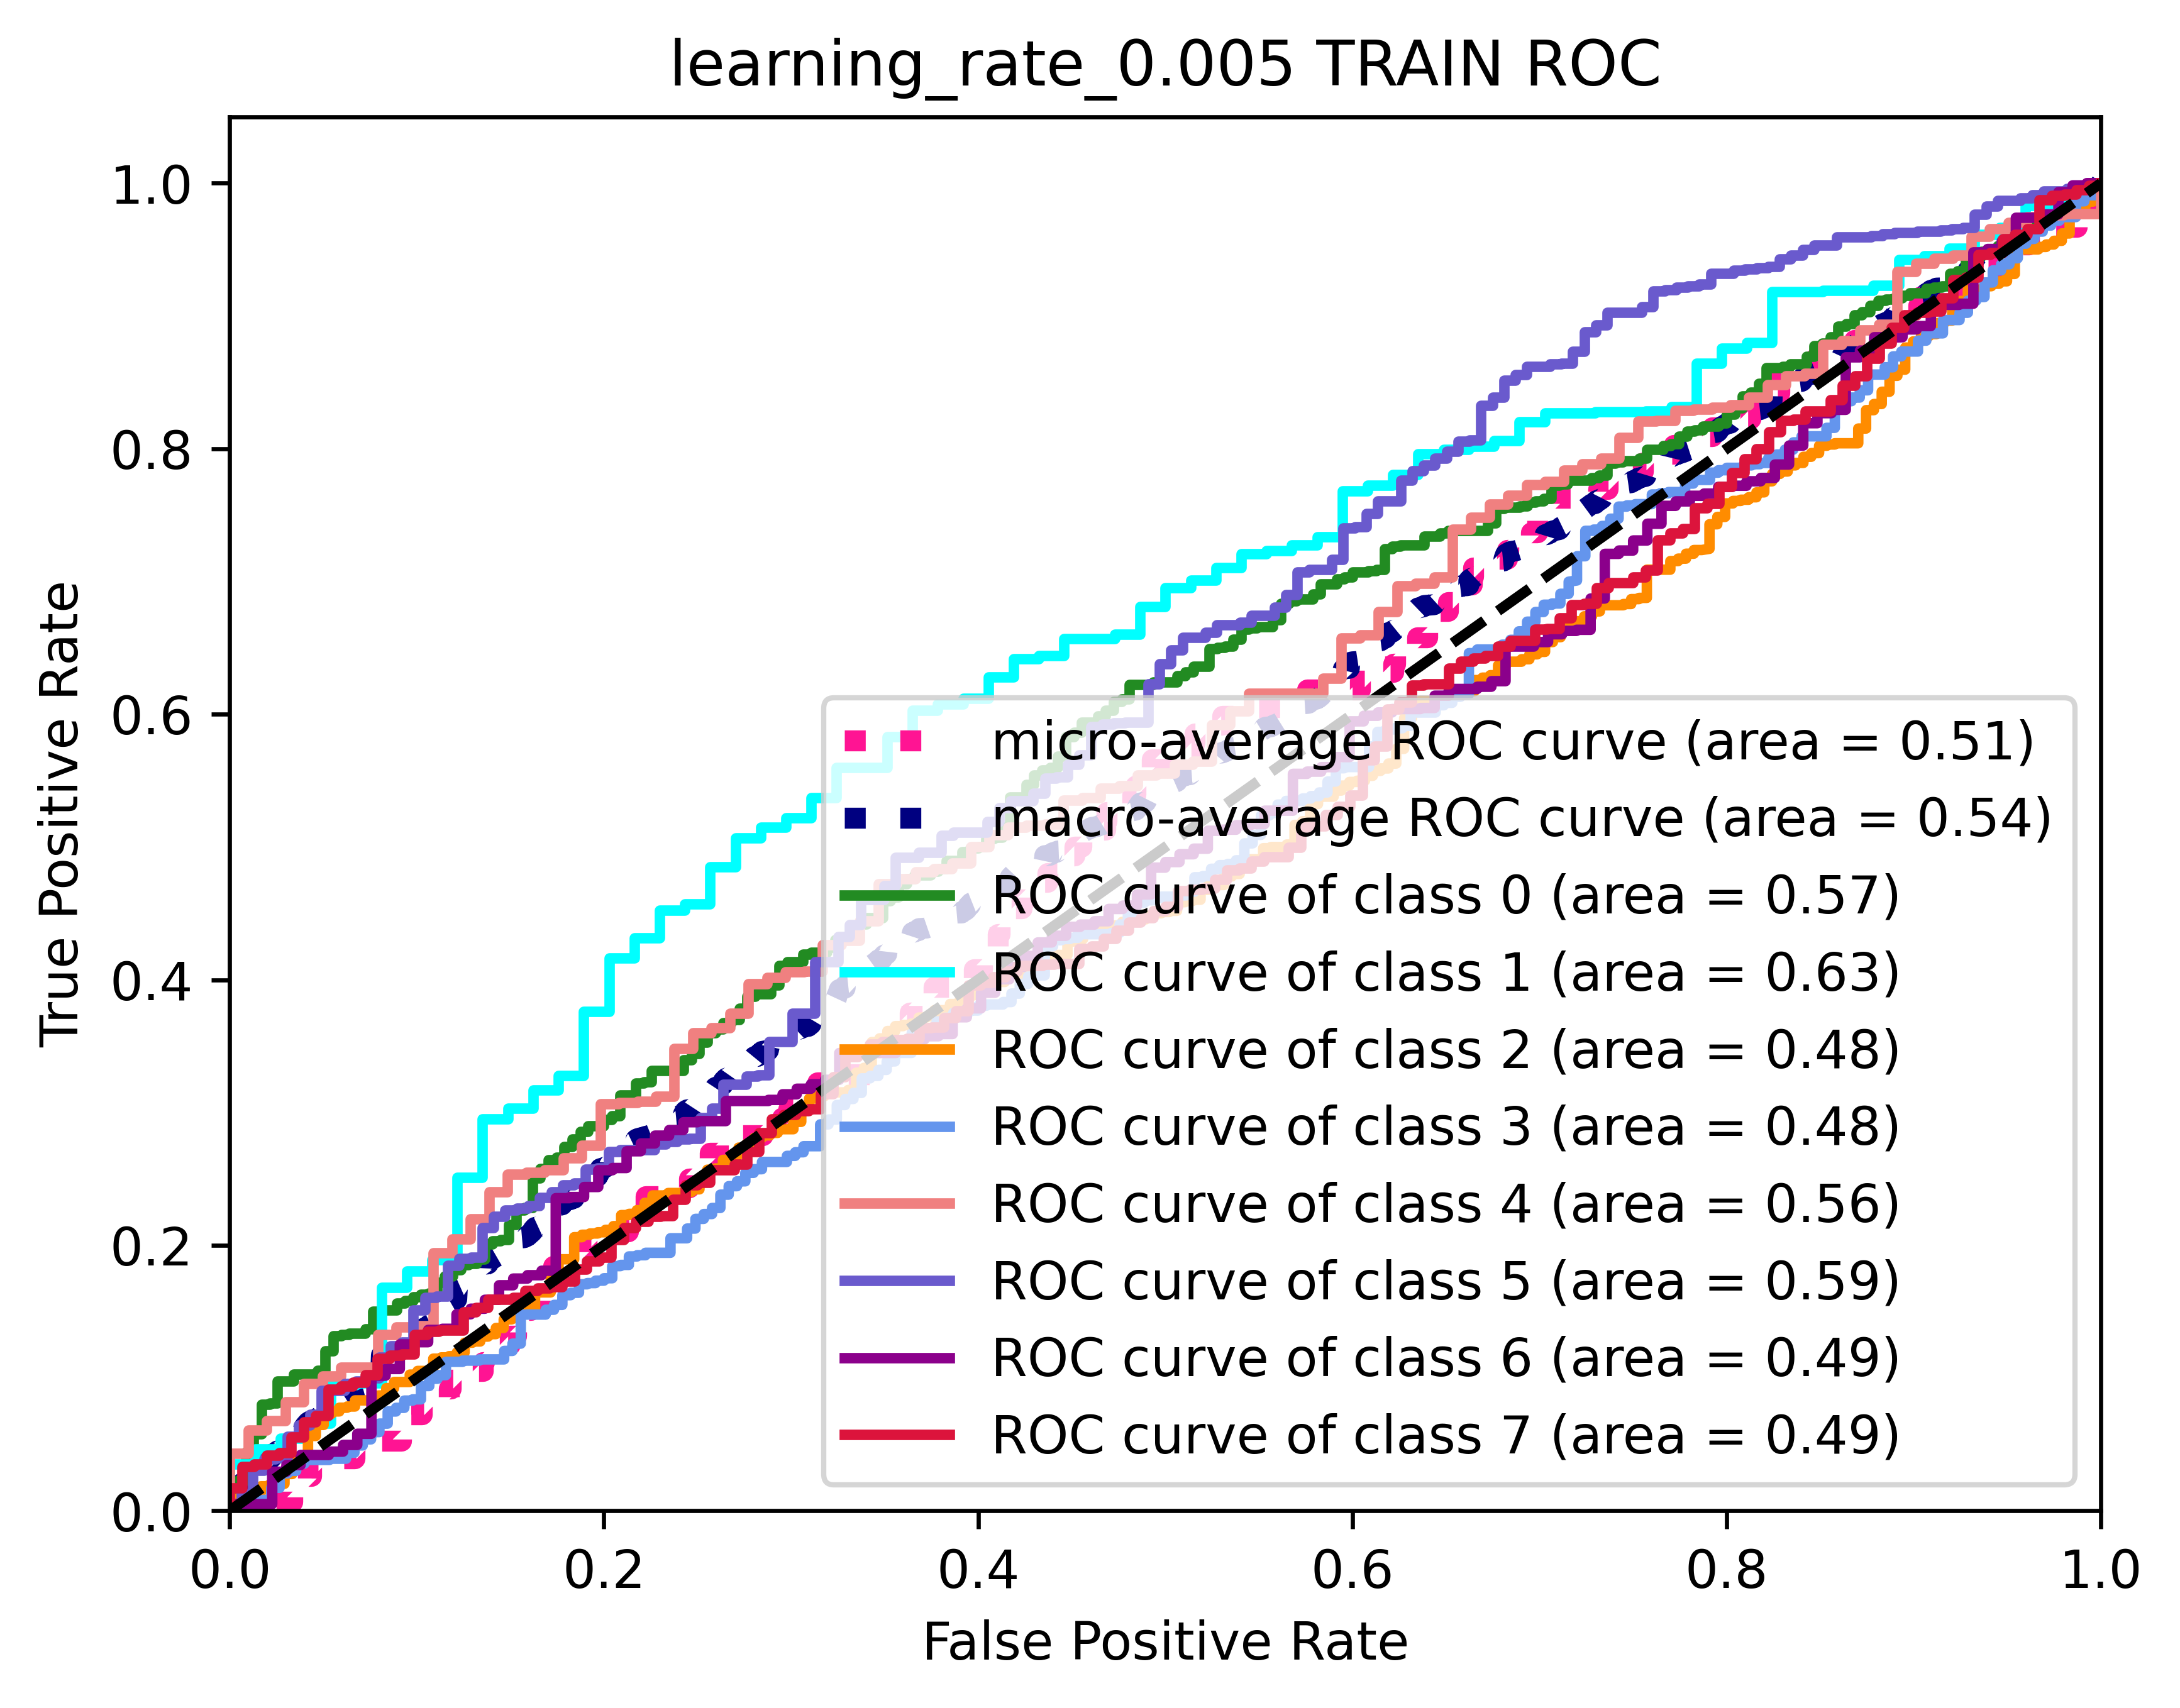 learning_rate_0.005 TRAIN ROC
True Positive Rate
1.0
0.8
0.6
0.4
0.2
0.0
micro-average ROC curve (area = 0.51)
macro-average ROC curve (area = 0.54)
ROC curve of class 0 (area = 0.57)
ROC curve of class 1 (area = 0.63)
ROC curve of class 2 (area = 0.48)
ROC curve of class 3 (area = 0.48)
ROC curve of class 4 (area = 0.56)
ROC curve of class 5 (area = 0.59)
ROC curve of class 6 (area = 0.49)
ROC curve of class 7 (area = 0.49)
0.0 0.2 0.4 0.6 0.8 1.0
False Positive Rate